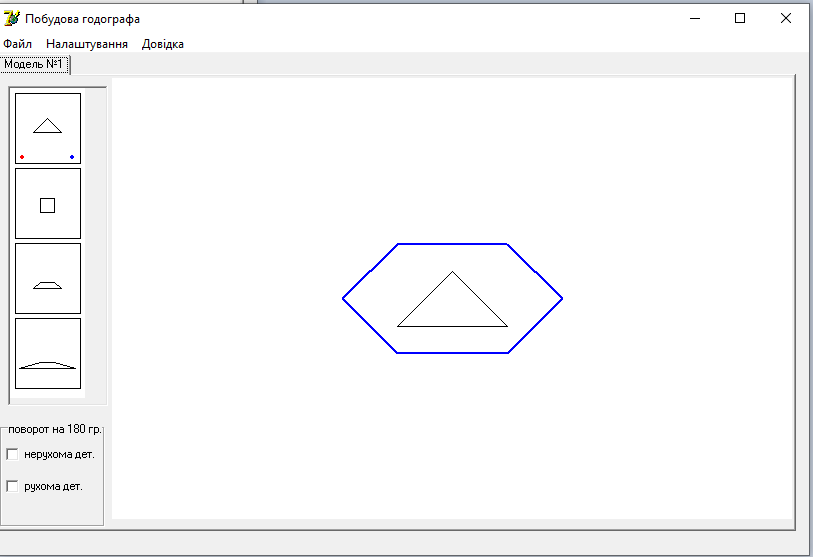 Побудова годографа
Файл Налаштування Довідка
Модель №1
поворот на 180 гр.
нерухома дет.
рухома дет.